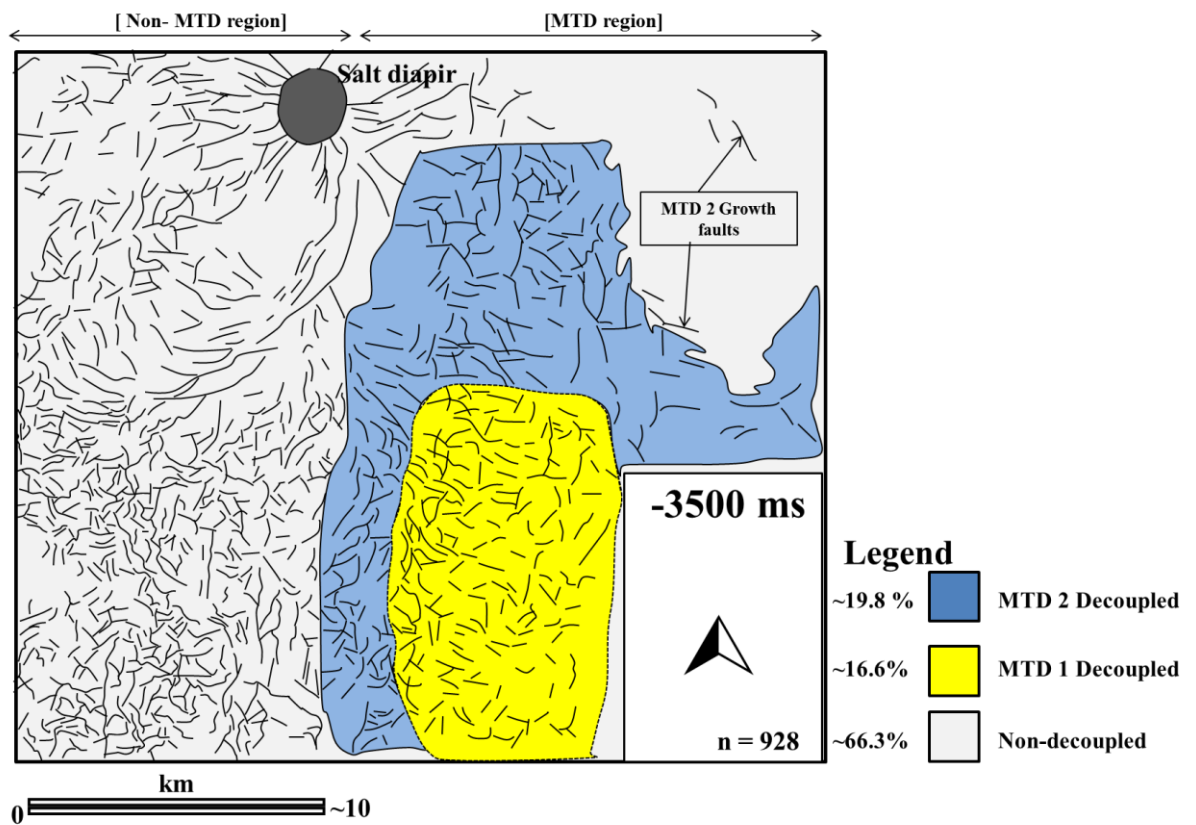 [ Non- MTD region]
[MTD region]
Salt diapir
MTD 2 Growth
faults
-3500 ms
n = 928
Legend
~19.8 %
MTD 2 Decoupled
~16.6%
MTD 1 Decoupled
~66.3%
Non-decoupled
km
0
~10